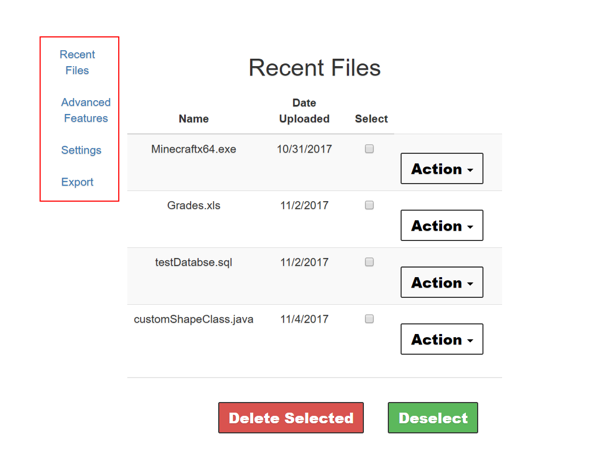 Recent
Files
Advanced
Features
Settings
Export
Recent Files
Name Date Uploaded Select
Minecraftx64.exe 10/31/2017 Action
Grades.xls 11/2/2017 Action
testDatabse.sql 11/2/2017 Action
customShapeClass.java 11/4/2017 Action
Delete Selected Deselect